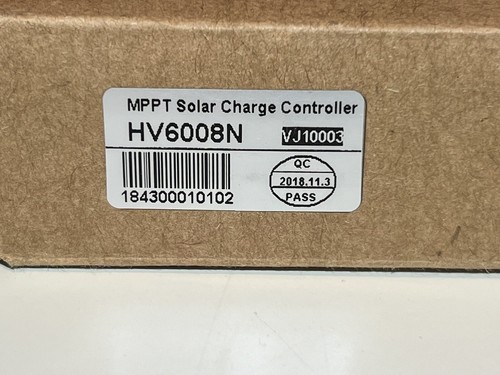 MPPT Solar Charge Controller
HV6008N
VJ10003
184300010102
QC
2018.11.3
PASS